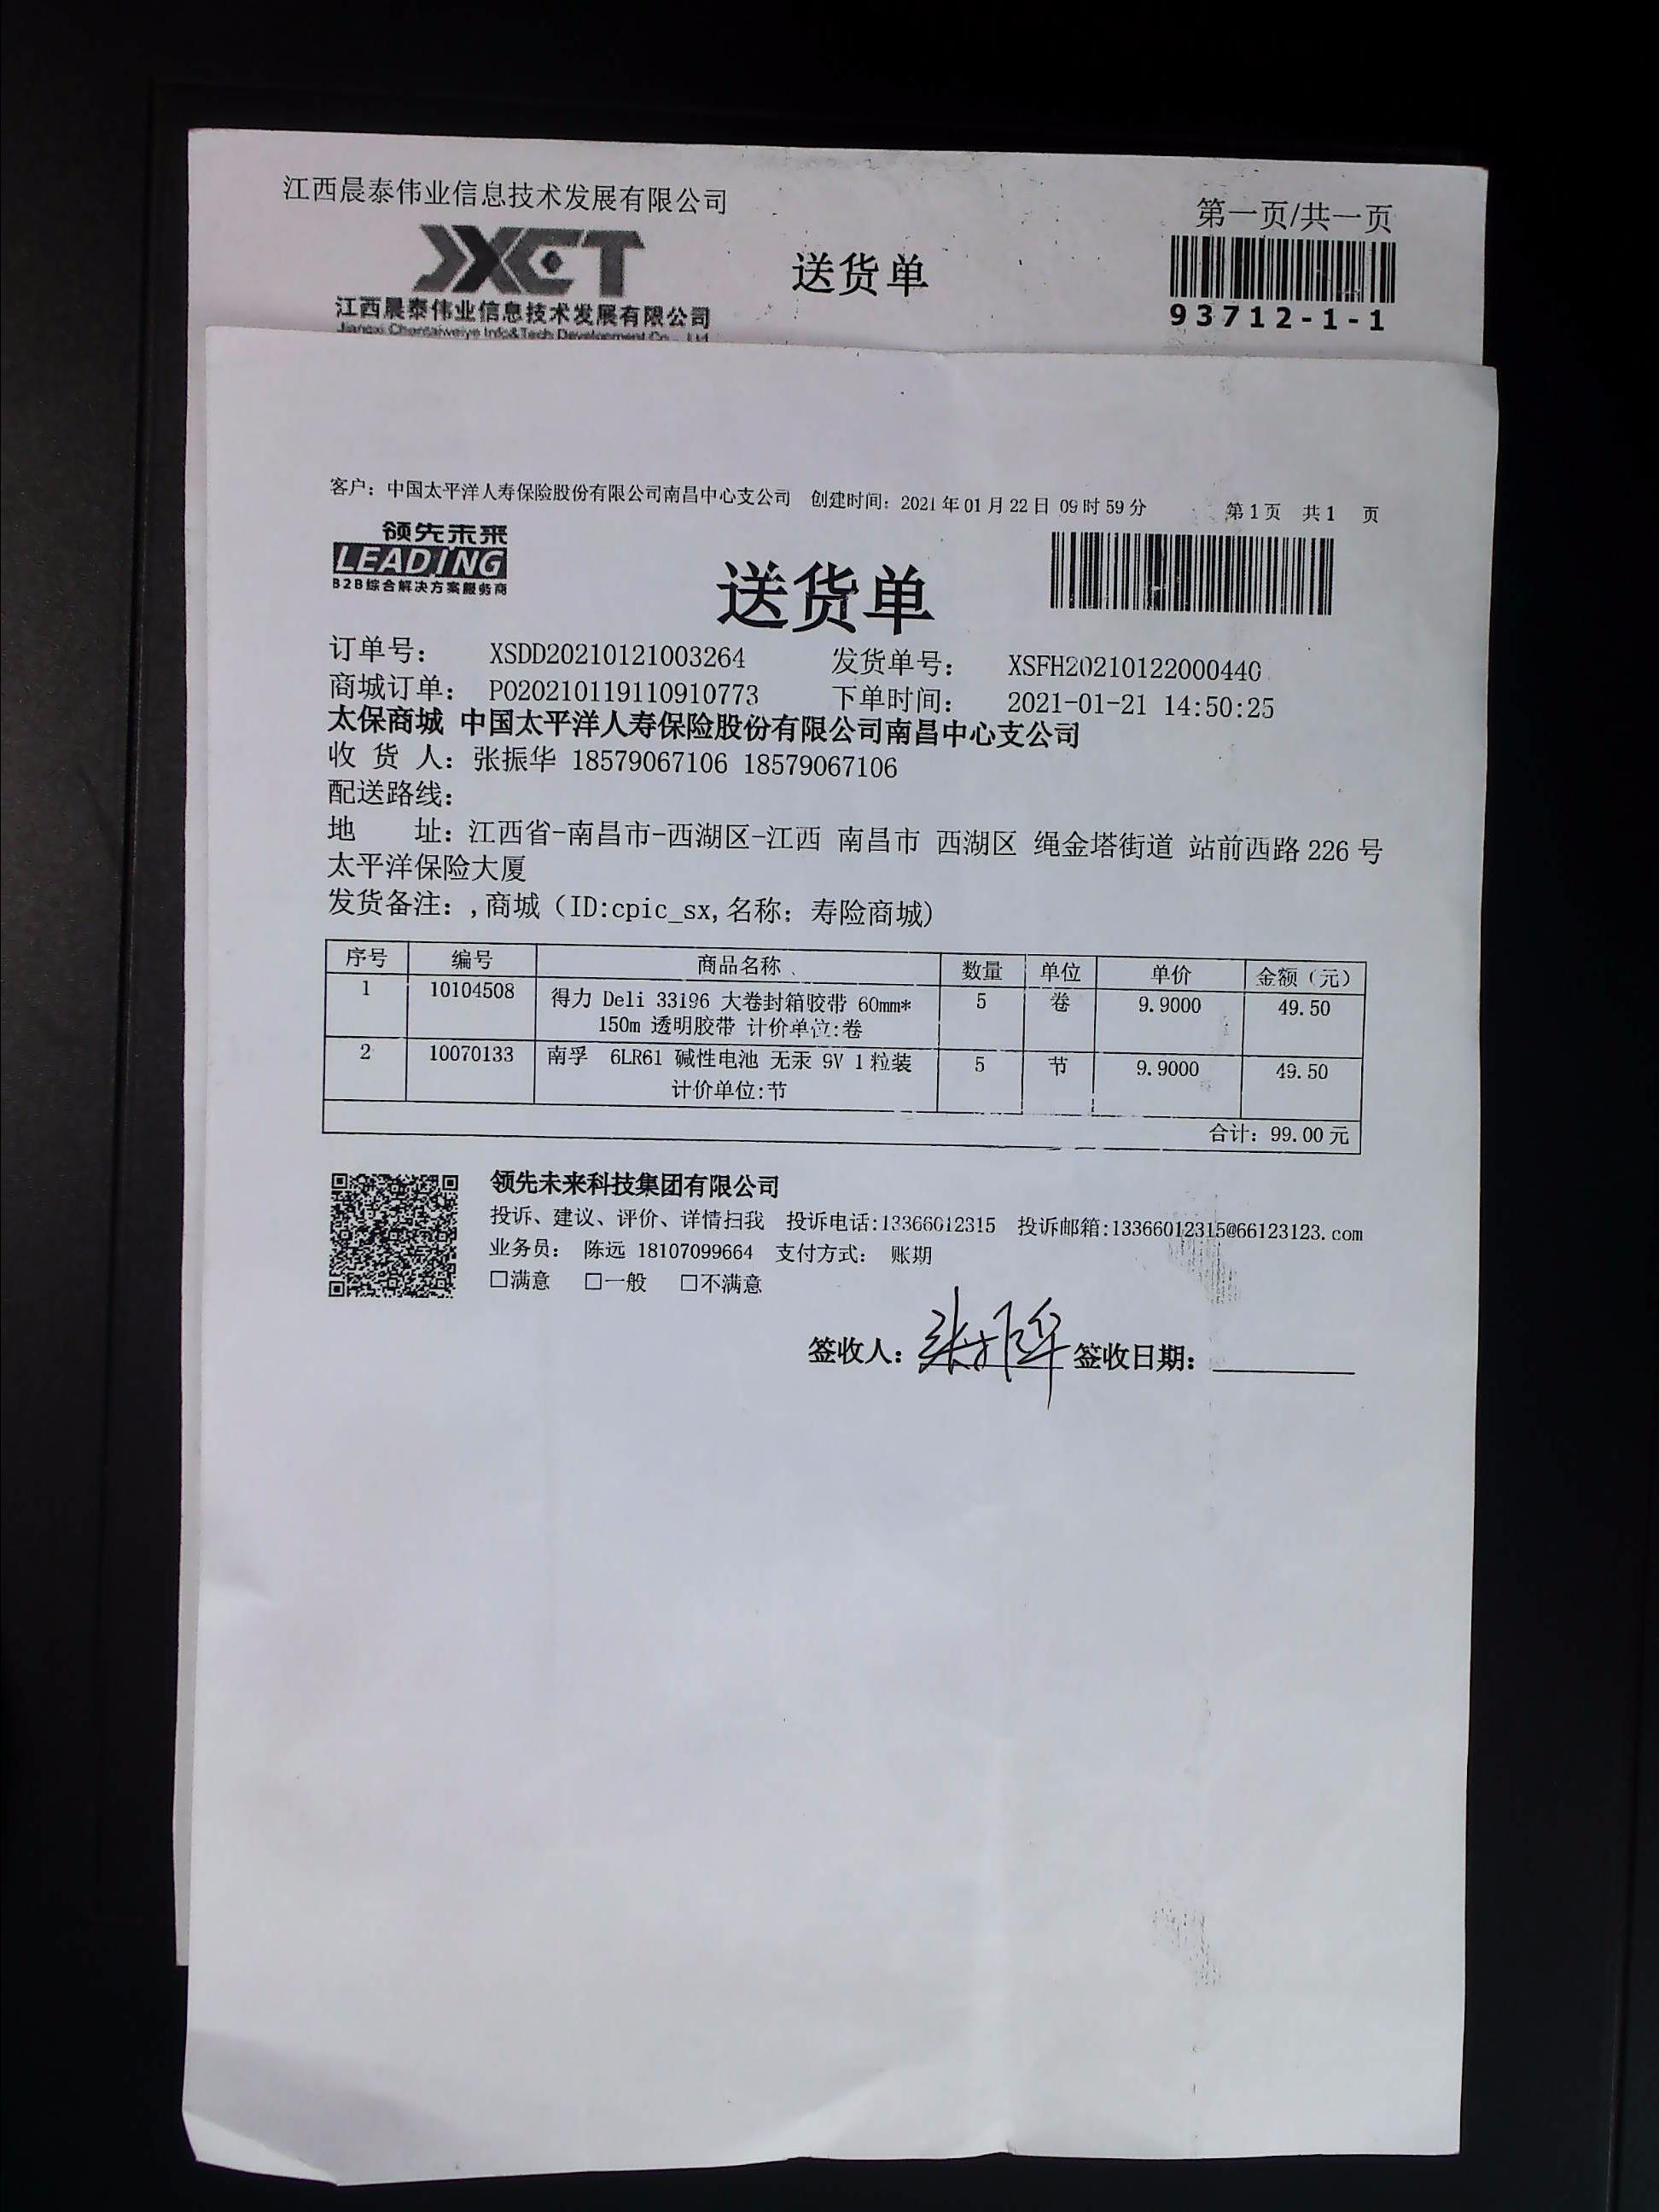 江西晨泰伟业信息技术发展有限公司
第一页/共一页
JXCT
送货单
江西晨泰伟业信息技术发展有限公司
93712-1-1
Jiangxi Chentaiweiye Info&Tech Development Co., Ltd
客户：中国太平洋人寿保险股份有限公司南昌中心支公司 创建时间：2021年01月22日 09时59分 第1页 共1 页
领先未来
LEADING
B2B综合解决方案服务商
送货单
订单号： XSDD20210121003264 发货单号： XSFH20210122000440
商城订单： PO20210119110910773 下单时间： 2021-01-21 14:50:25
太保商城 中国太平洋人寿保险股份有限公司南昌中心支公司
收 货 人：张振华 18579067106 18579067106
配送路线：
地 址：江西省-南昌市-西湖区-江西 南昌市 西湖区 绳金塔街道 站前西路226号
太平洋保险大厦
发货备注：,商城（ID:cpic_sx,名称：寿险商城)
序号 编号 商品名称 数量 单位 单价 金额（元）
1 10104508 得力 Deli 33196 大卷封箱胶带 60mm* 5 卷 9.9000 49.50
150m 透明胶带 计价单位:卷
2 10070133 南孚 6LR61 碱性电池 无汞 9V 1粒装 5 节 9.9000 49.50
计价单位:节
合计：99.00元
领先未来科技集团有限公司
投诉、建议、评价、详情扫我 投诉电话:13366012315 投诉邮箱:13366012315@66123123.com
业务员： 陈远 18107099664 支付方式： 账期
□满意 □一般 □不满意
签收人：张振华 签收日期：